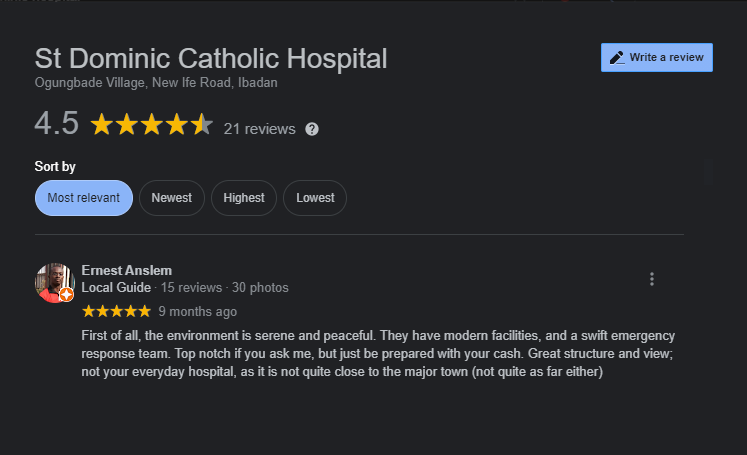 St Dominic Catholic Hospital
Write a review
Ogungbade Village, New Ife Road, Ibadan
4.5 21 reviews ?
Sort by
Most relevant Newest Highest Lowest
Ernest Anslem
Local Guide · 15 reviews · 30 photos
9 months ago
First of all, the environment is serene and peaceful. They have modern facilities, and a swift emergency
response team. Top notch if you ask me, but just be prepared with your cash. Great structure and view;
not your everyday hospital, as it is not quite close to the major town (not quite as far either)